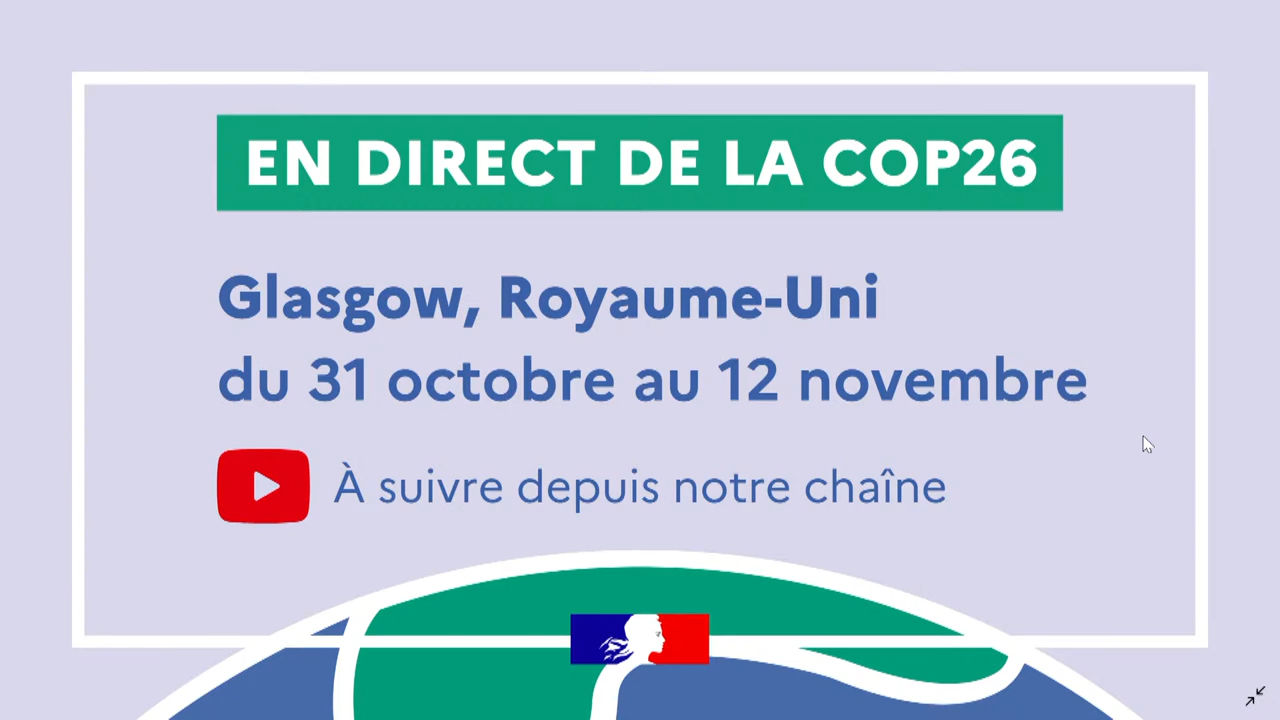 EN DIRECT DE LA COP26
Glasgow, Royaume-Uni
du 31 octobre au 12 novembre
À suivre depuis notre chaîne